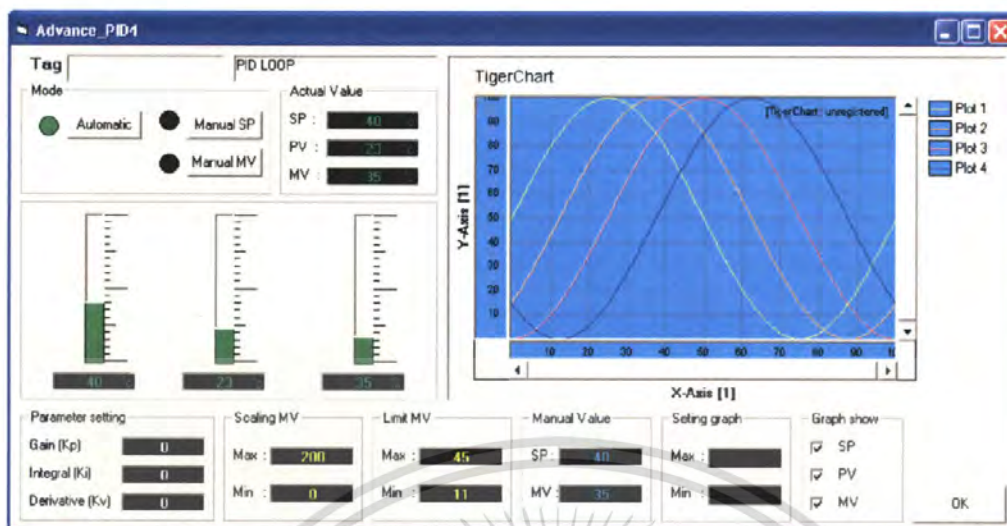 Advance_PID4
Tag
PID LOOP
Mode
Automatic
Manual SP
Manual MV
Actual Value
SP : 40
PV : 23
MV : 35
40 23 35
TigerChart
[TigerChart: unregistered]
Plot 1
Plot 2
Plot 3
Plot 4
Y-Axis [1]
100
90
80
70
60
50
40
30
20
10
10 20 30 40 50 60 70 80 90
X-Axis [1]
Parameter setting
Gain (Kp) 0
Integral (Ki) 0
Derivative (Kv) 0
Scaling MV
Max : 200
Min : 0
Limit MV
Max : 45
Min : 11
Manual Value
SP : 40
MV : 35
Seting graph
Max :
Min :
Graph show
SP
PV
MV
OK